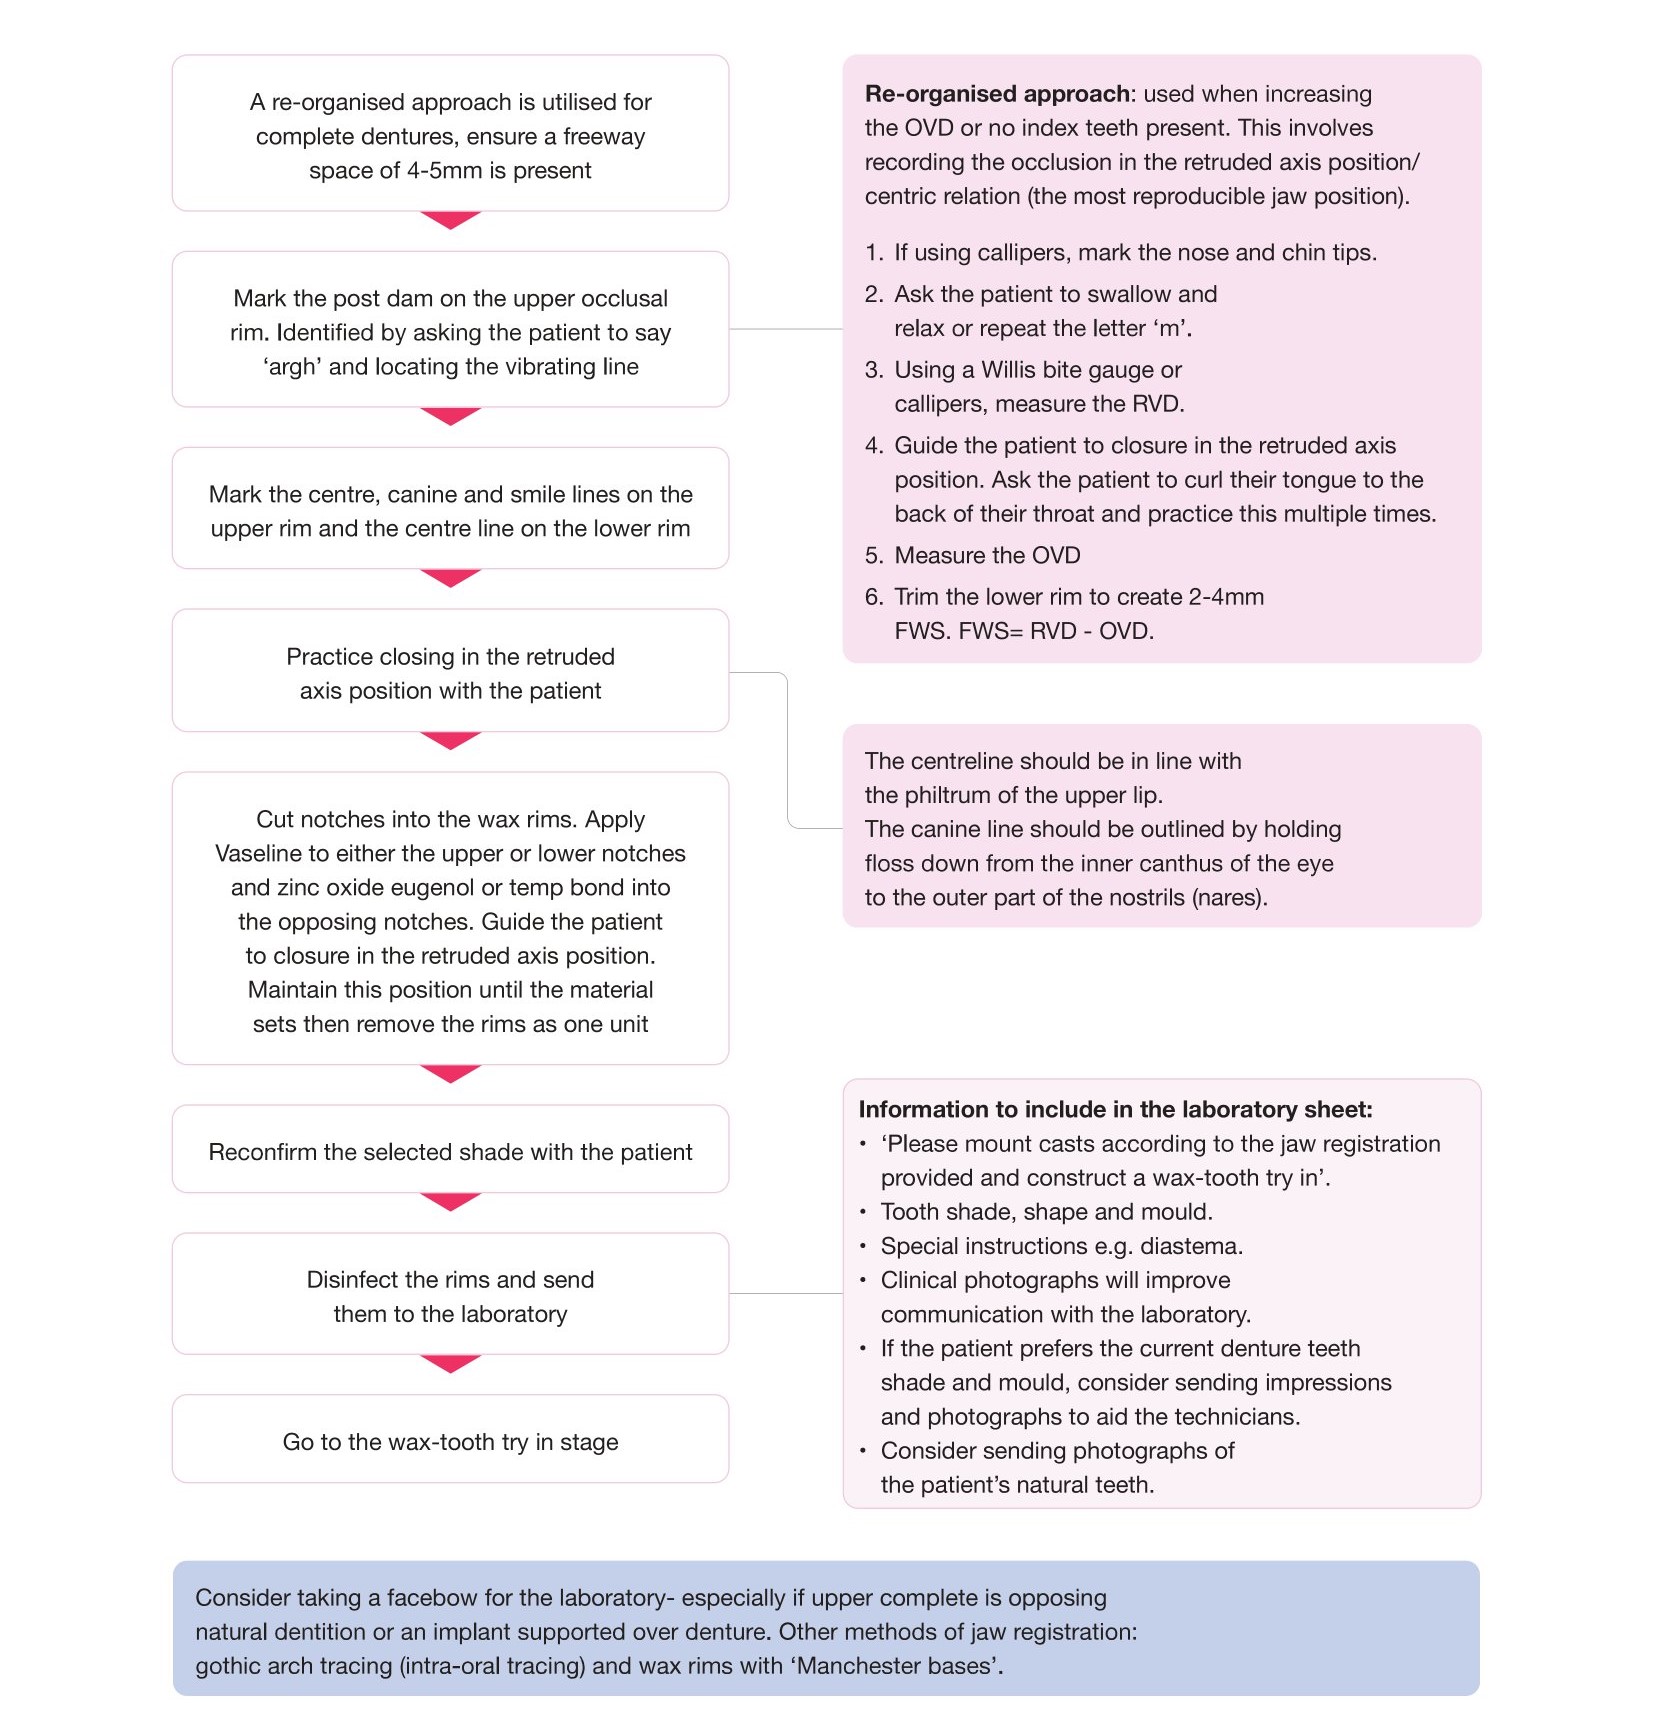 A re-organised approach is utilised for
complete dentures, ensure a freeway
space of 4-5mm is present
Mark the post dam on the upper occlusal
rim. Identified by asking the patient to say
‘argh’ and locating the vibrating line
Mark the centre, canine and smile lines on the
upper rim and the centre line on the lower rim
Practice closing in the retruded
axis position with the patient
Cut notches into the wax rims. Apply
Vaseline to either the upper or lower notches
and zinc oxide eugenol or temp bond into
the opposing notches. Guide the patient
to closure in the retruded axis position.
Maintain this position until the material
sets then remove the rims as one unit
Reconfirm the selected shade with the patient
Disinfect the rims and send
them to the laboratory
Go to the wax-tooth try in stage
Re-organised approach: used when increasing
the OVD or no index teeth present. This involves
recording the occlusion in the retruded axis position/
centric relation (the most reproducible jaw position).
1. If using callipers, mark the nose and chin tips.
2. Ask the patient to swallow and
relax or repeat the letter ‘m’.
3. Using a Willis bite gauge or
callipers, measure the RVD.
4. Guide the patient to closure in the retruded axis
position. Ask the patient to curl their tongue to the
back of their throat and practice this multiple times.
5. Measure the OVD
6. Trim the lower rim to create 2-4mm
FWS. FWS= RVD - OVD.
The centreline should be in line with
the philtrum of the upper lip.
The canine line should be outlined by holding
floss down from the inner canthus of the eye
to the outer part of the nostrils (nares).
Information to include in the laboratory sheet:
• ‘Please mount casts according to the jaw registration
provided and construct a wax-tooth try in’.
• Tooth shade, shape and mould.
• Special instructions e.g. diastema.
• Clinical photographs will improve
communication with the laboratory.
• If the patient prefers the current denture teeth
shade and mould, consider sending impressions
and photographs to aid the technicians.
• Consider sending photographs of
the patient’s natural teeth.
Consider taking a facebow for the laboratory- especially if upper complete is opposing
natural dentition or an implant supported over denture. Other methods of jaw registration:
gothic arch tracing (intra-oral tracing) and wax rims with ‘Manchester bases’.